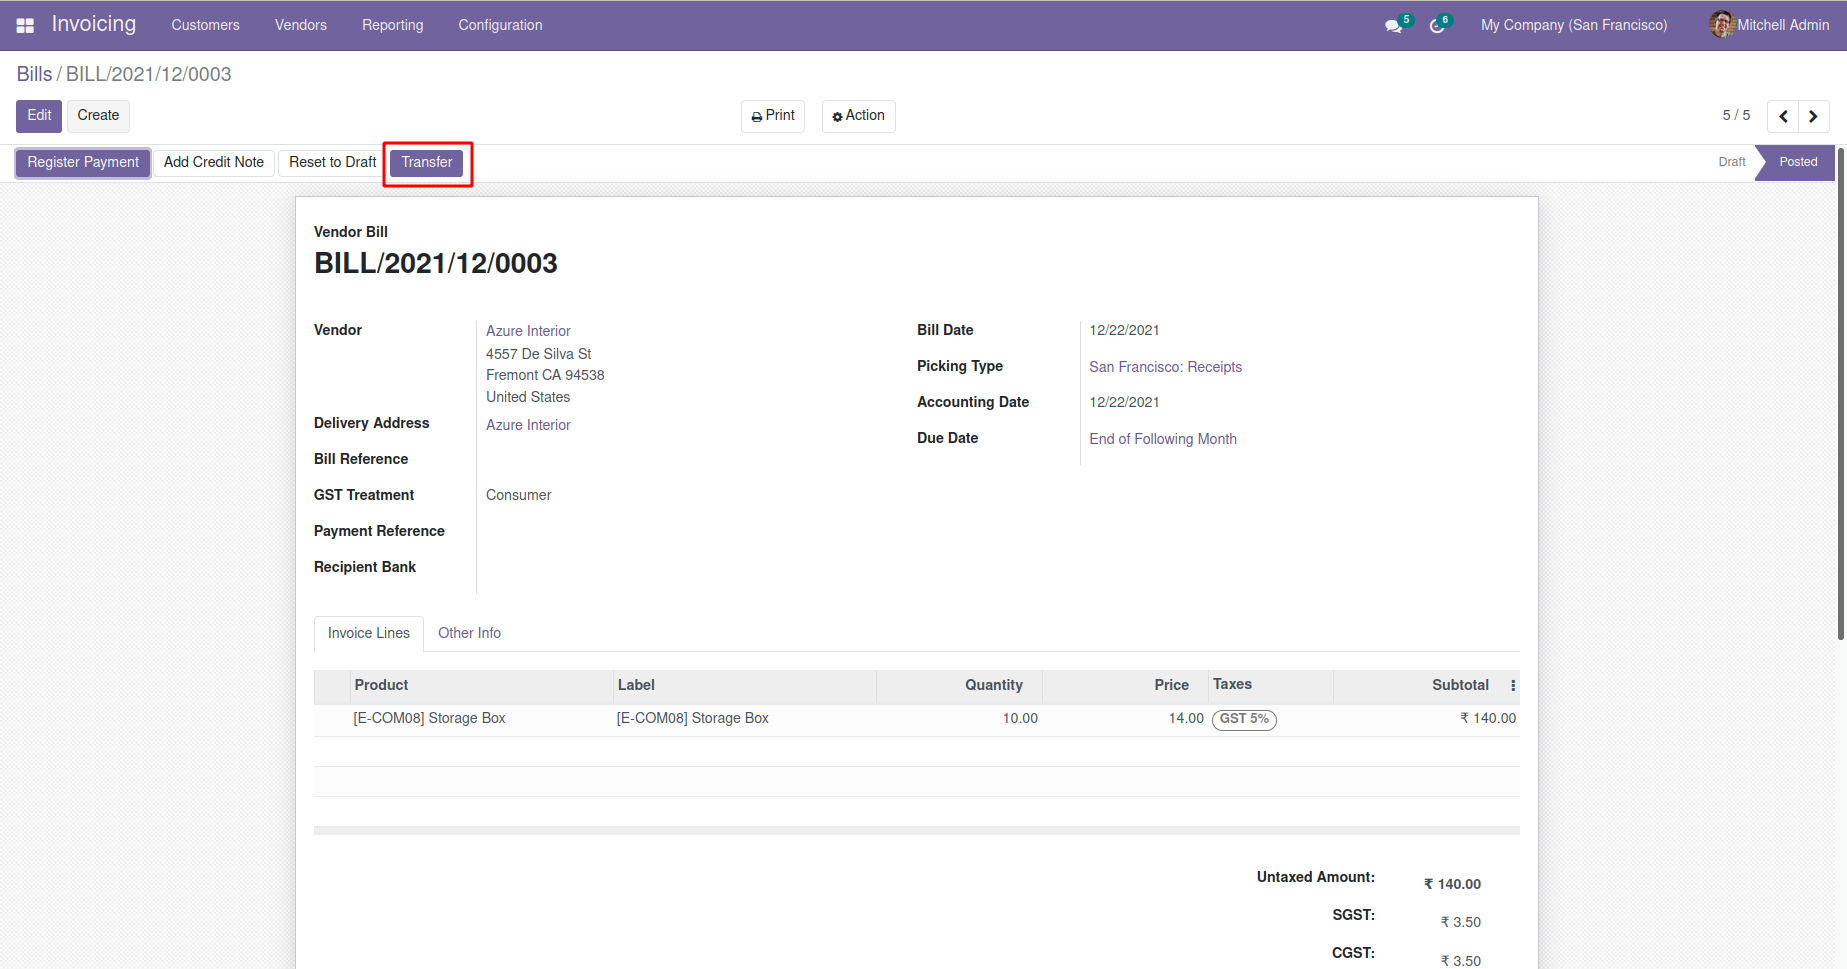 Invoicing Customers Vendors Reporting Configuration 5 6 My Company (San Francisco) Mitchell Admin
Bills / BILL/2021/12/0003
Edit Create Print Action 5 / 5
Register Payment Add Credit Note Reset to Draft Transfer Draft Posted
Vendor Bill
BILL/2021/12/0003
Vendor Azure Interior Bill Date 12/22/2021
4557 De Silva St
Picking Type San Francisco: Receipts
Fremont CA 94538
United States Accounting Date 12/22/2021
Delivery Address Azure Interior
Due Date End of Following Month
Bill Reference
GST Treatment Consumer
Payment Reference
Recipient Bank
Invoice Lines Other Info
Product Label Quantity Price Taxes Subtotal
[E-COM08] Storage Box [E-COM08] Storage Box 10.00 14.00 GST 5% ₹ 140.00
Untaxed Amount: ₹ 140.00
SGST: ₹ 3.50
CGST: ₹ 3.50